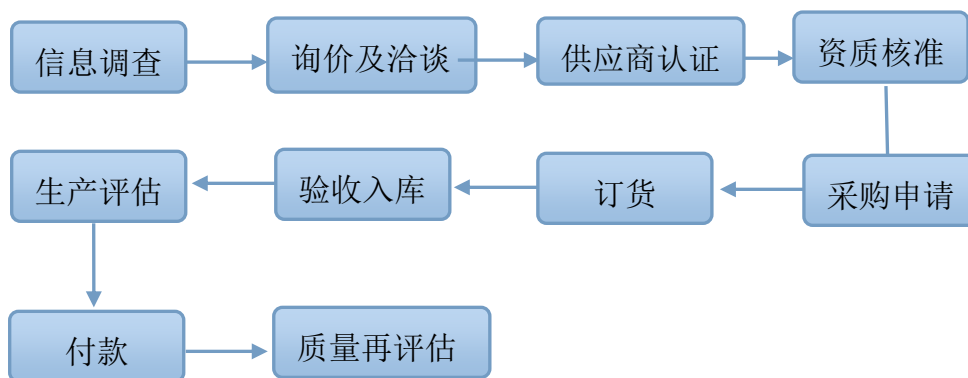 信息调查
询价及洽谈
供应商认证
资质核准
采购申请
订货
验收入库
生产评估
付款
质量再评估